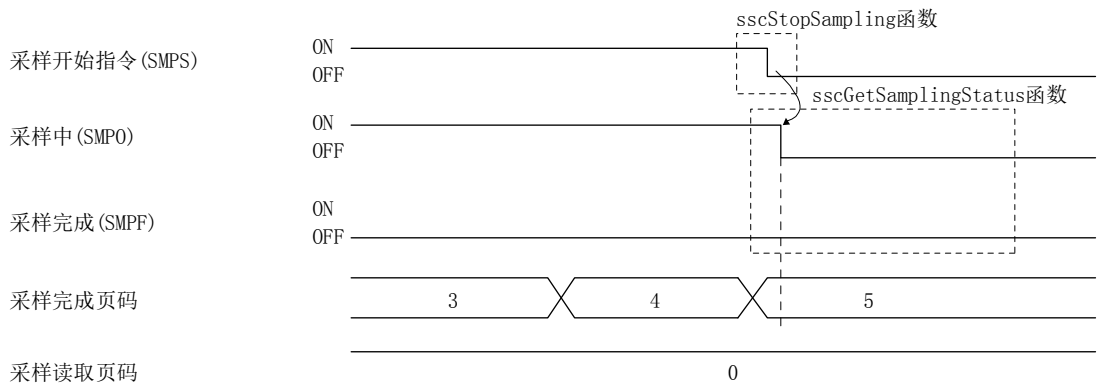 sscStopSampling函数
采样开始指令(SMPS)
ON
OFF
sscGetSamplingStatus函数
采样中(SMPO)
ON
OFF
采样完成(SMPF)
ON
OFF
采样完成页码
3
4
5
采样读取页码
0